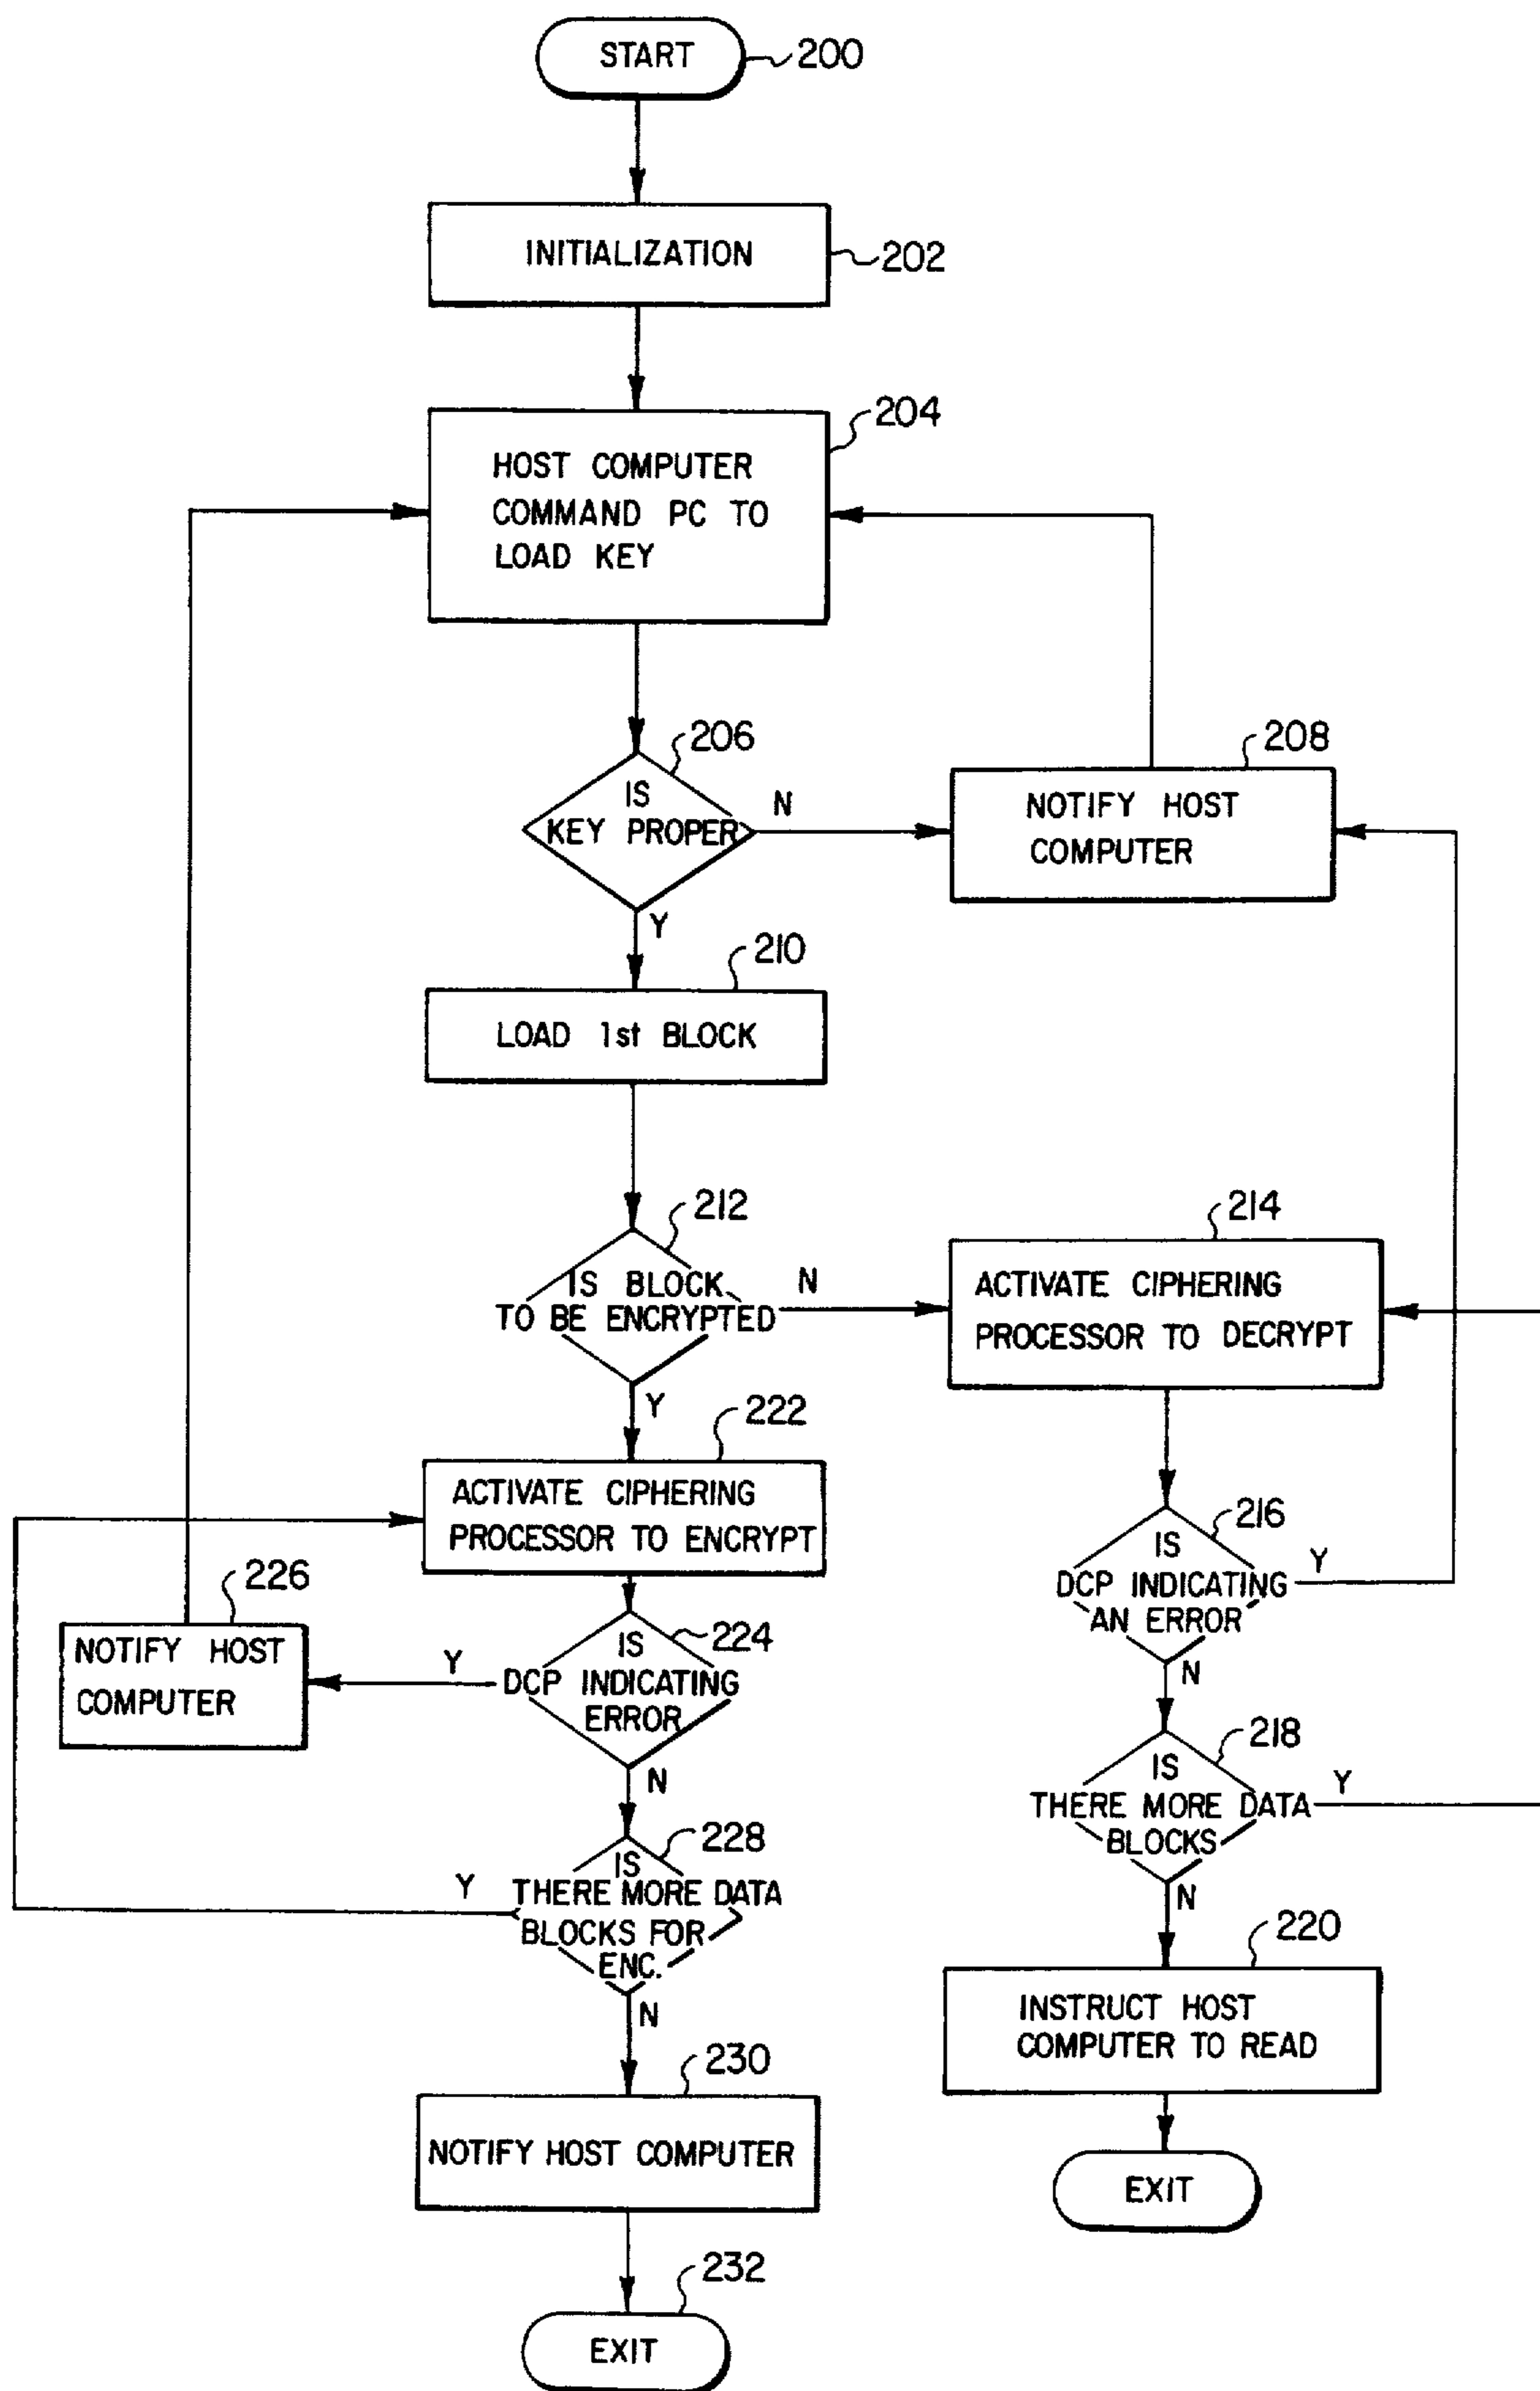 START
200
INITIALIZATION
202
204
HOST COMPUTER
COMMAND PC TO
LOAD KEY
206
IS
KEY PROPER
N
Y
208
NOTIFY HOST
COMPUTER
210
LOAD 1st BLOCK
212
IS BLOCK
TO BE ENCRYPTED
N
Y
214
ACTIVATE CIPHERING
PROCESSOR TO DECRYPT
222
ACTIVATE CIPHERING
PROCESSOR TO ENCRYPT
216
IS
DCP INDICATING
AN ERROR
Y
N
226
NOTIFY HOST
COMPUTER
224
IS
DCP INDICATING
ERROR
Y
N
218
IS
THERE MORE DATA
BLOCKS
Y
N
228
IS
THERE MORE DATA
BLOCKS FOR
ENC.
Y
N
220
INSTRUCT HOST
COMPUTER TO READ
EXIT
230
NOTIFY HOST COMPUTER
232
EXIT